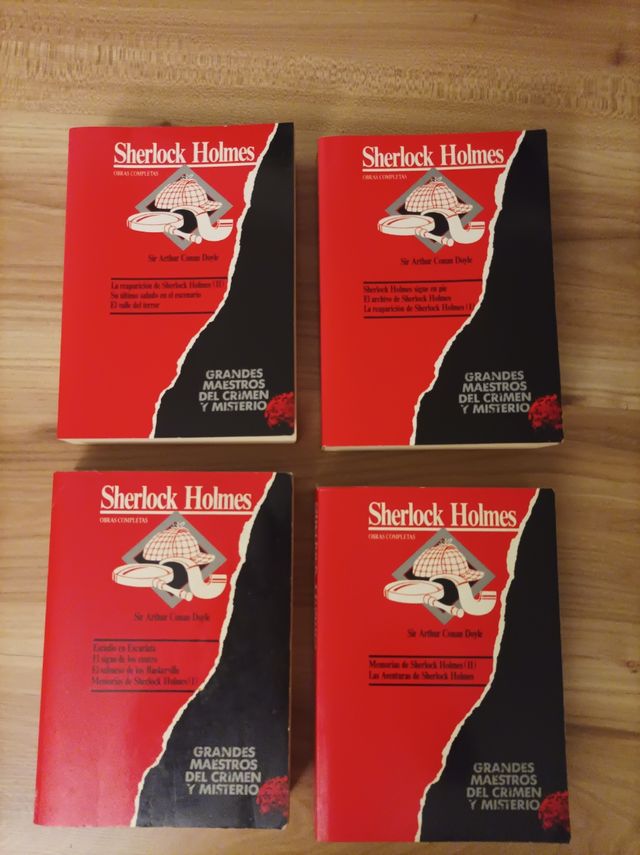 Sherlock Holmes
OBRAS COMPLETAS
Sir Arthur Conan Doyle
La reaparición de Sherlock Holmes (II)
Su último saludo en el escenario
El valle del terror
GRANDES
MAESTROS
DEL CRIMEN
Y MISTERIO
Sherlock Holmes
OBRAS COMPLETAS
Sir Arthur Conan Doyle
Sherlock Holmes sigue en pie
El archivo de Sherlock Holmes
La reaparición de Sherlock Holmes (I)
GRANDES
MAESTROS
DEL CRIMEN
Y MISTERIO
Sherlock Holmes
OBRAS COMPLETAS
Sir Arthur Conan Doyle
Estudio en Escarlata
El signo de los cuatro
El sabueso de los Baskerville
Memorias de Sherlock Holmes (I)
GRANDES
MAESTROS
DEL CRIMEN
Y MISTERIO
Sherlock Holmes
OBRAS COMPLETAS
Sir Arthur Conan Doyle
Memorias de Sherlock Holmes (II)
Las Aventuras de Sherlock Holmes
GRANDES
MAESTROS
DEL CRIMEN
Y MISTERIO